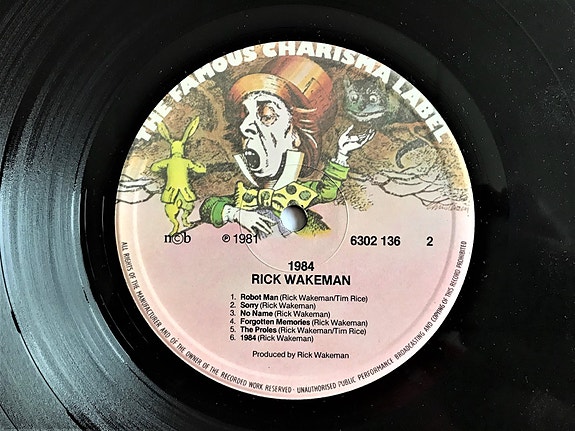 THE FAMOUS CHARISMA LABEL
n©b ℗ 1981 6302 136 2
1984
RICK WAKEMAN
1. Robot Man (Rick Wakeman/Tim Rice)
2. Sorry (Rick Wakeman)
3. No Name (Rick Wakeman)
4. Forgotten Memories (Rick Wakeman)
5. The Proles (Rick Wakeman/Tim Rice)
6. 1984 (Rick Wakeman)
Produced by Rick Wakeman
ALL RIGHTS OF THE MANUFACTURER AND OF THE OWNER OF THE RECORDED WORK RESERVED · UNAUTHORISED PUBLIC PERFORMANCE BROADCASTING AND COPYING OF THIS RECORD PROHIBITED